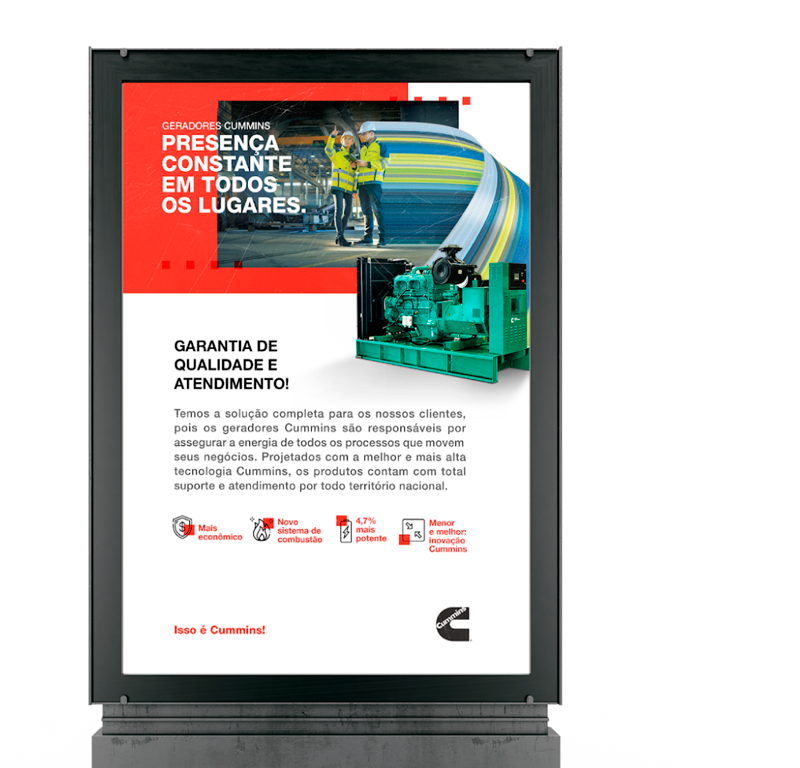 GERADORES CUMMINS
PRESENÇA
CONSTANTE
EM TODOS
OS LUGARES.
GARANTIA DE
QUALIDADE E
ATENDIMENTO!
Temos a solução completa para os nossos clientes,
pois os geradores Cummins são responsáveis por
assegurar a energia de todos os processos que movem
seus negócios. Projetados com a melhor e mais alta
tecnologia Cummins, os produtos contam com total
suporte e atendimento por todo território nacional.
Mais
econômico
Novo
sistema de
combustão
4,7%
mais
potente
Menor
e melhor:
inovação
Cummins
Isso é Cummins!
Cummins